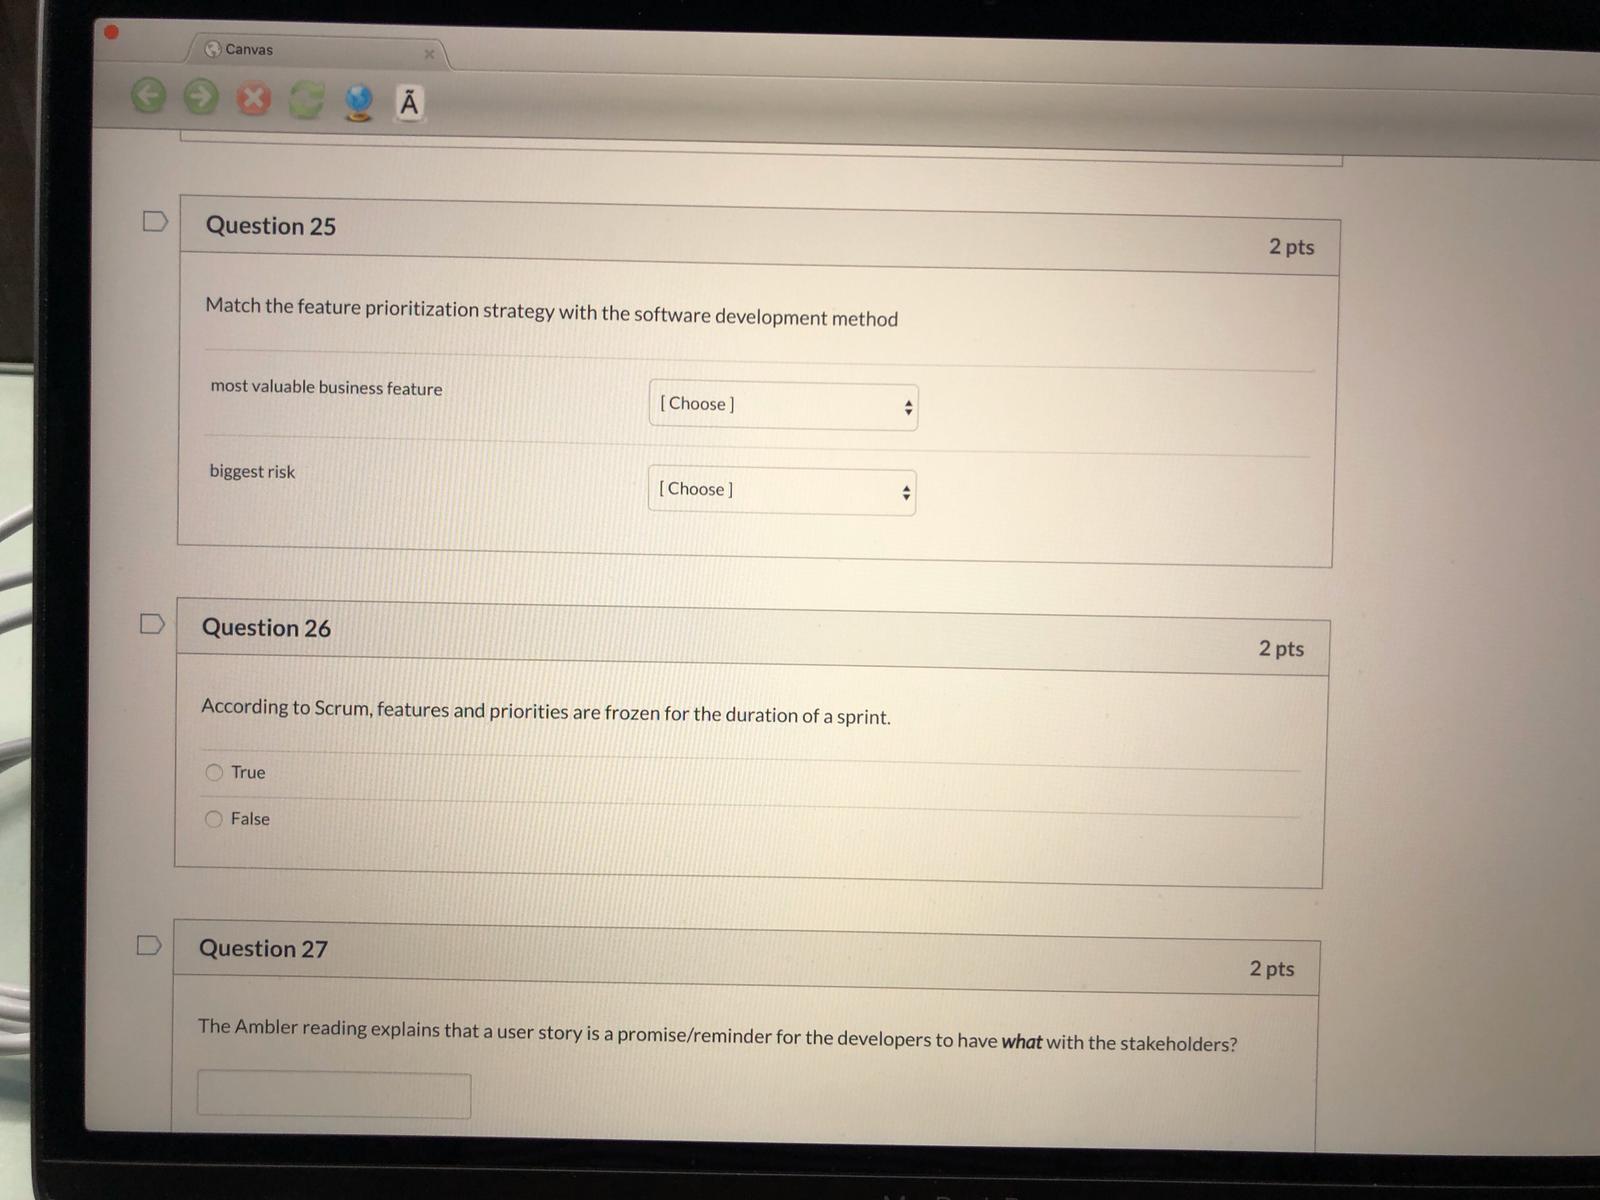 Canvas
Ã
Question 25
2 pts
Match the feature prioritization strategy with the software development method
most valuable business feature
[ Choose ]
biggest risk
[ Choose ]
Question 26
2 pts
According to Scrum, features and priorities are frozen for the duration of a sprint.
True
False
Question 27
2 pts
The Ambler reading explains that a user story is a promise/reminder for the developers to have what with the stakeholders?